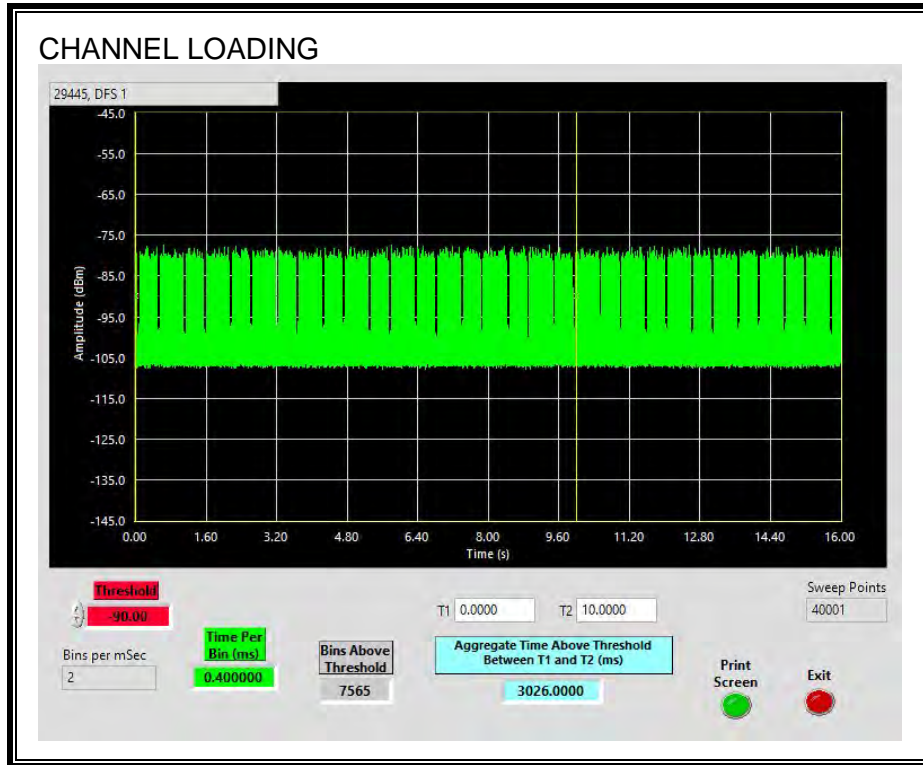 CHANNEL LOADING
29445, DFS 1
-45.0
-55.0
-65.0
-75.0
-85.0
-95.0
-105.0
-115.0
-125.0
-135.0
-145.0
Amplitude (dBm)
0.00 1.60 3.20 4.80 6.40 8.00 9.60 11.20 12.80 14.40 16.00
Time (s)
Threshold
-90.00
Bins per mSec
2
Time Per
Bin (ms)
0.400000
Bins Above
Threshold
7565
T1 0.0000 T2 10.0000
Aggregate Time Above Threshold
Between T1 and T2 (ms)
3026.0000
Sweep Points
40001
Print
Screen
Exit